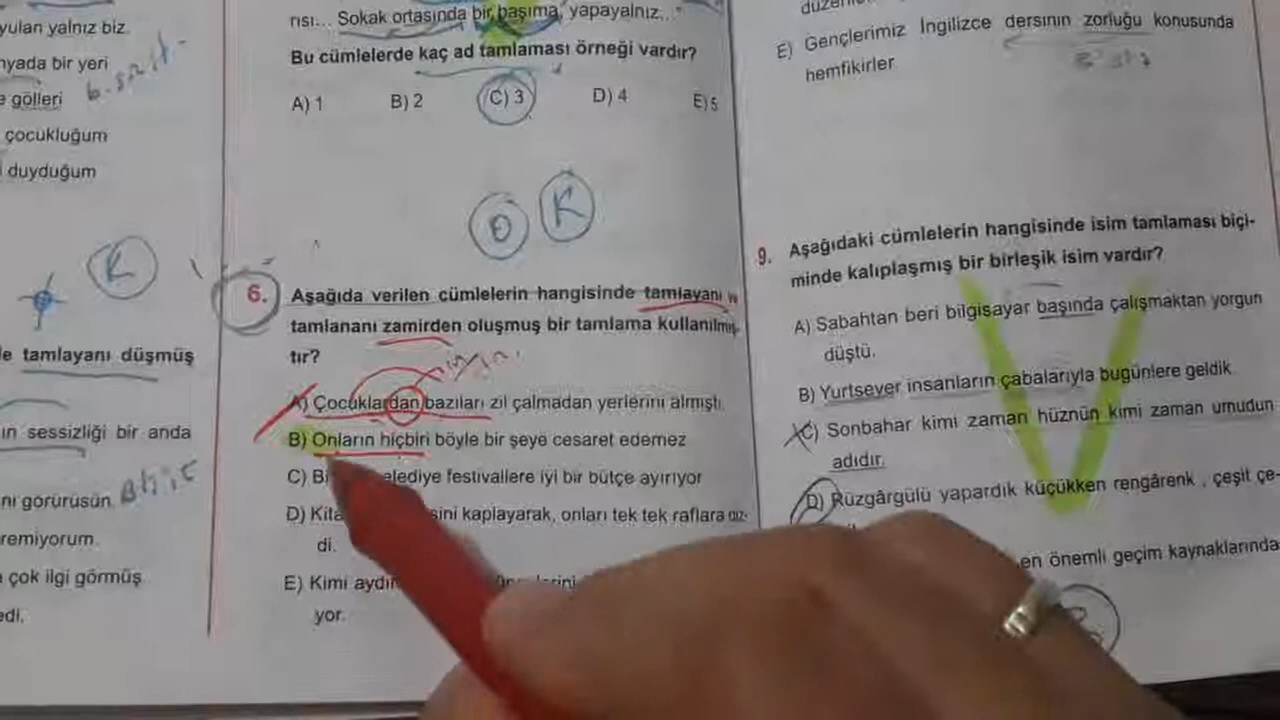 yulan yalnız biz.
nyada bir yeri
e gölleri
çocukluğum
duyduğum
K
e tamlayanı düşmüş
ın sessizliği bir anda
nı görürsün.
remiyorum.
çok ilgi görmüş
edi.
rısı... Sokak ortasında bir başıma, yapayalnız..."
Bu cümlelerde kaç ad tamlaması örneği vardır?
A) 1 B) 2 C) 3 D) 4 E) 5
Ö K
6. Aşağıda verilen cümlelerin hangisinde tamlayanı ve
tamlananı zamirden oluşmuş bir tamlama kullanılmış-
tır?
A) Çocuklardan bazıları zil çalmadan yerlerini almıştı.
B) Onların hiçbiri böyle bir şeye cesaret edemez
C) Bi elediye festivallere iyi bir bütçe ayırıyor
D) Kita sini kaplayarak, onları tek tek raflara diz-
di.
E) Kimi aydın
yor.
E) Gençlerimiz İngilizce dersinin zorluğu konusunda
hemfikirler.
9. Aşağıdaki cümlelerin hangisinde isim tamlaması biçi-
minde kalıplaşmış bir birleşik isim vardır?
A) Sabahtan beri bilgisayar başında çalışmaktan yorgun
düştü.
B) Yurtsever insanların çabalarıyla bugünlere geldik.
C) Sonbahar kimi zaman hüznün kimi zaman umudun
adıdır.
D) Rüzgârgülü yapardık küçükken rengârenk , çeşit çe-
en önemli geçim kaynaklarında